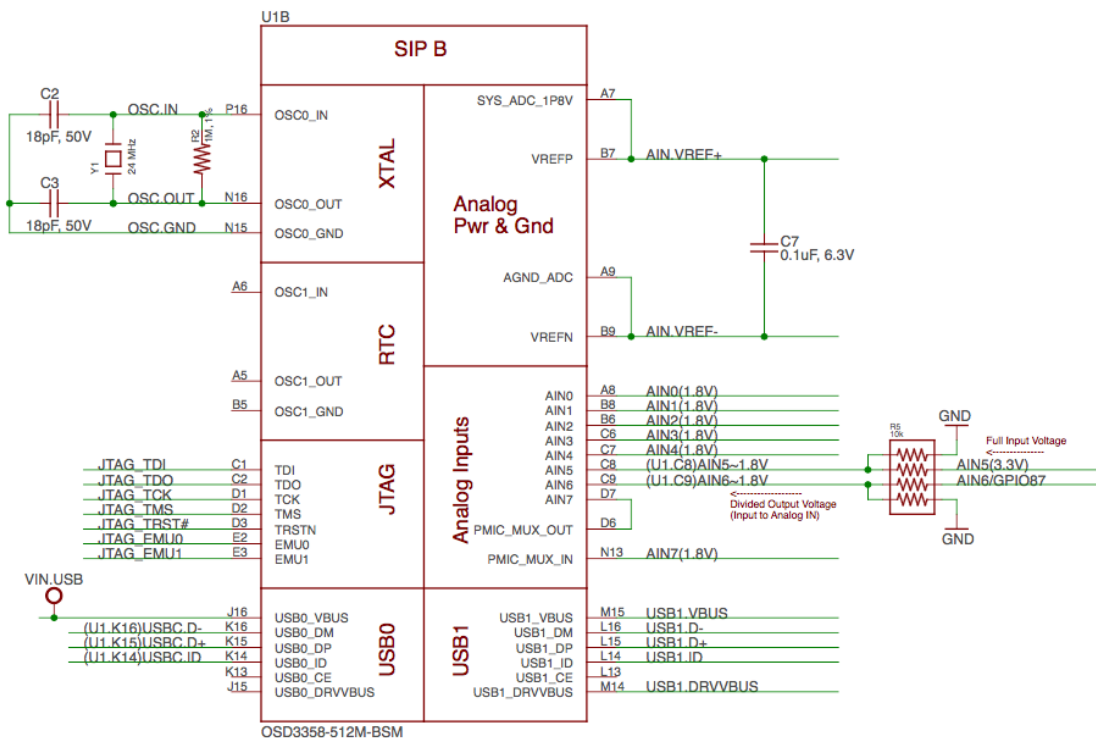 U1B
SIP B
C2
18pF, 50V
OSC.IN
P16
OSC0_IN
Y1
24 MHz
R2
1M, 1%
C3
18pF, 50V
OSC.OUT
N16
OSC0_OUT
OSC.GND
N15
OSC0_GND
XTAL
A6
OSC1_IN
A5
OSC1_OUT
B5
OSC1_GND
RTC
JTAG_TDI
C1
TDI
JTAG_TDO
C2
TDO
JTAG_TCK
D1
TCK
JTAG_TMS
D2
TMS
JTAG_TRST#
D3
TRSTN
JTAG_EMU0
E2
EMU0
JTAG_EMU1
E3
EMU1
JTAG
VIN.USB
J16
USB0_VBUS
(U1.K16)USBC.D-
K16
USB0_DM
(U1.K15)USBC.D+
K15
USB0_DP
(U1.K14)USBC.ID
K14
USB0_ID
K13
USB0_CE
J15
USB0_DRVVBUS
USB0
SYS_ADC_1P8V
A7
VREFP
B7
AIN.VREF+
Analog
Pwr & Gnd
C7
0.1uF, 6.3V
AGND_ADC
A9
VREFN
B9
AIN.VREF-
Analog Inputs
AIN0
A8
AIN0(1.8V)
AIN1
B8
AIN1(1.8V)
AIN2
B6
AIN2(1.8V)
AIN3
C6
AIN3(1.8V)
AIN4
C7
AIN4(1.8V)
AIN5
C8
(U1.C8)AIN5~1.8V
AIN6
C9
(U1.C9)AIN6~1.8V
AIN7
D7
PMIC_MUX_OUT
D6
PMIC_MUX_IN
N13
AIN7(1.8V)
<-------------------
Divided Output Voltage
(Input to Analog IN)
R5
10k
GND
Full Input Voltage
<---------------
AIN5(3.3V)
AIN6/GPIO87
GND
USB1
USB1_VBUS
M15
USB1.VBUS
USB1_DM
L16
USB1.D-
USB1_DP
L15
USB1.D+
USB1_ID
L14
USB1.ID
USB1_CE
L13
USB1_DRVVBUS
M14
USB1.DRVVBUS
OSD3358-512M-BSM